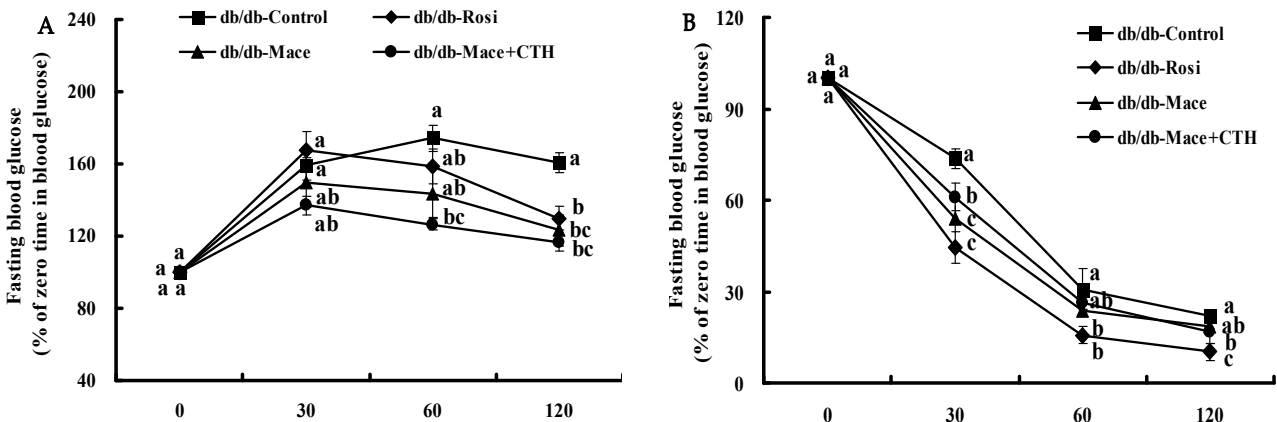 A
db/db-Control
db/db-Rosi
db/db-Mace
db/db-Mace+CTH
Fasting blood glucose
(% of zero time in blood glucose)
240
200
160
120
80
40
0
30
60
120
a
a
a a
a
a
ab
ab
a
ab
ab
bc
a
b
bc
bc
B
db/db-Control
db/db-Rosi
db/db-Mace
db/db-Mace+CTH
Fasting blood glucose
(% of zero time in blood glucose)
120
90
60
30
0
0
30
60
120
a
a a
a
a
b
c
c
a
ab
b
b
a
ab
b
c